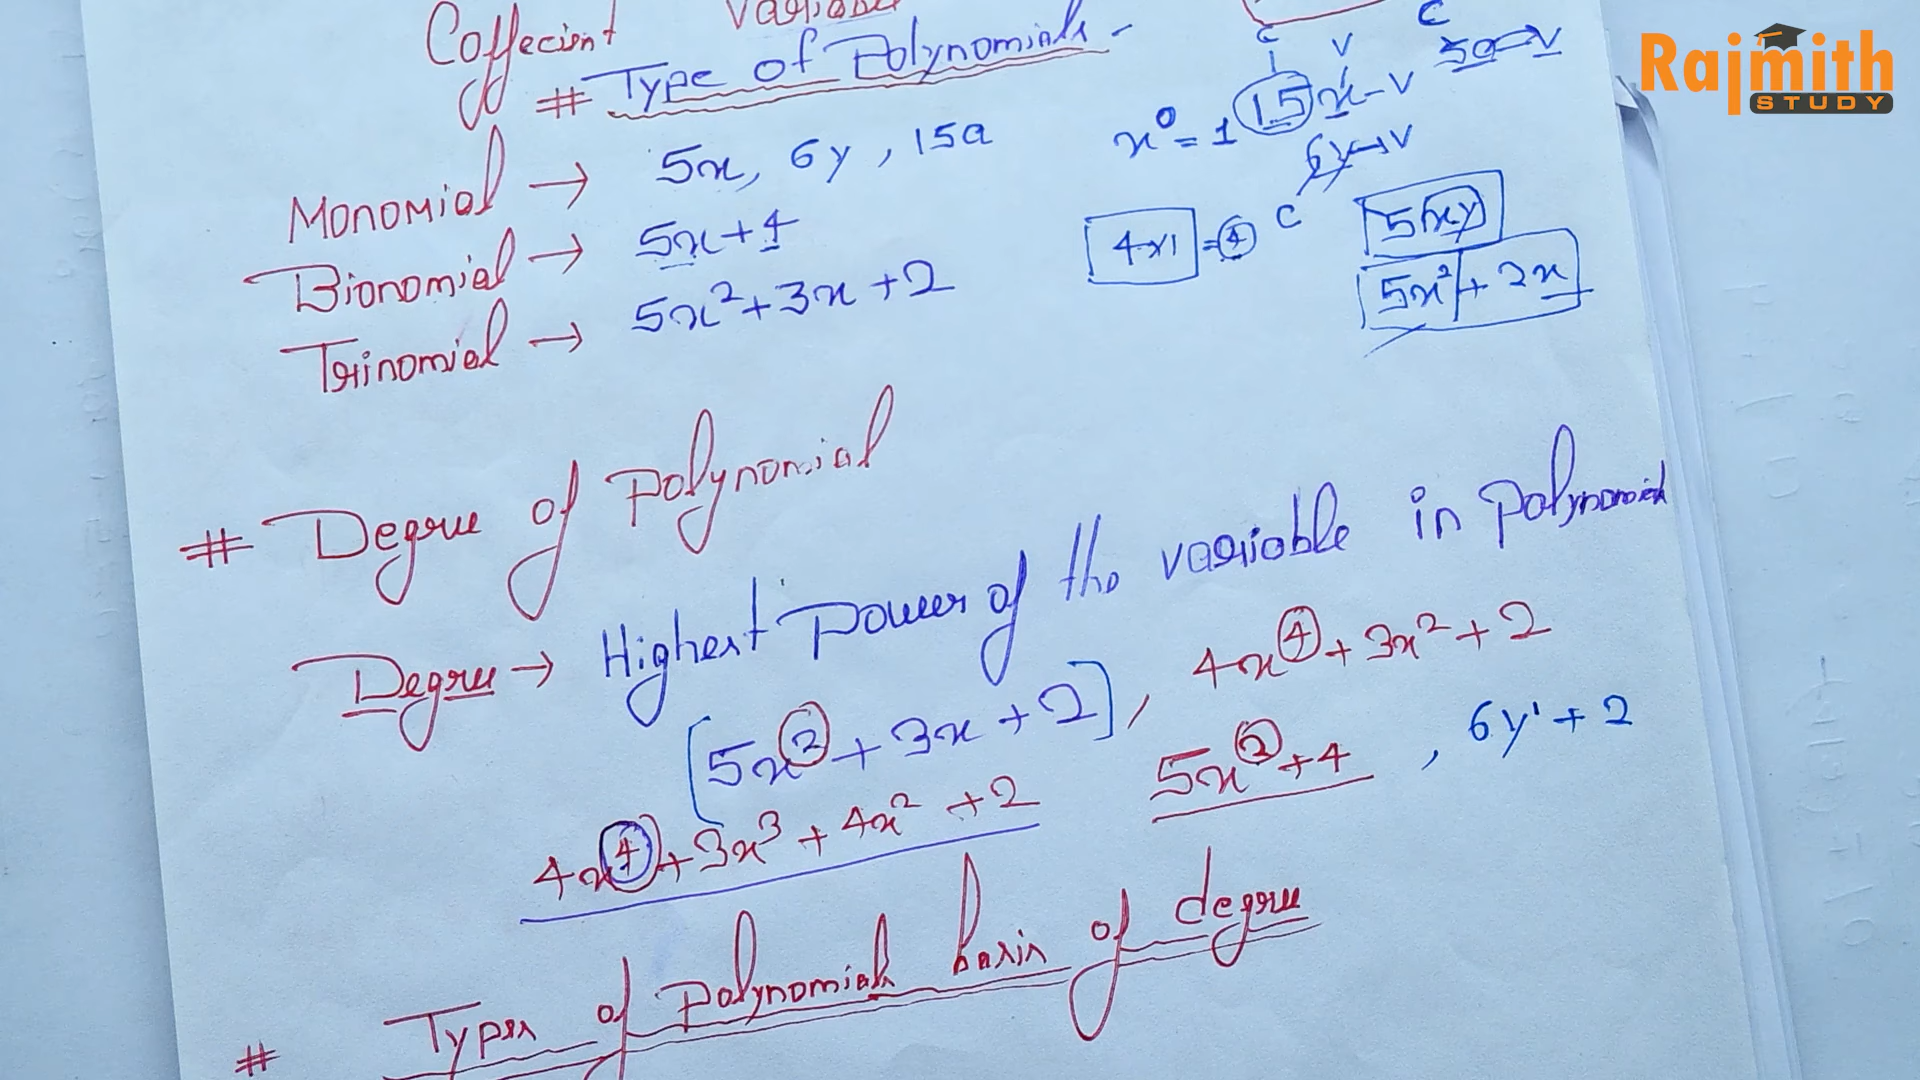 Coffecient Variable
# Type of Polynomials -
Monomial → 5x, 6y, 15a
Bionomial → 5x+4
Trinomial → 5x²+3x+2
C
C V
5a→V
x⁰=1 15x-V
6y→V
4×1 =4 C
5xy
5x²+2x
# Degree of Polynomial
Degree → Highest Power of the variable in Polynomial
[5x²+3x+2], 4x⁴+3x²+2
4x⁴+3x³+4x²+2 5x²+4, 6y¹+2
# Types of Polynomials basis of degree
Rajmith
STUDY